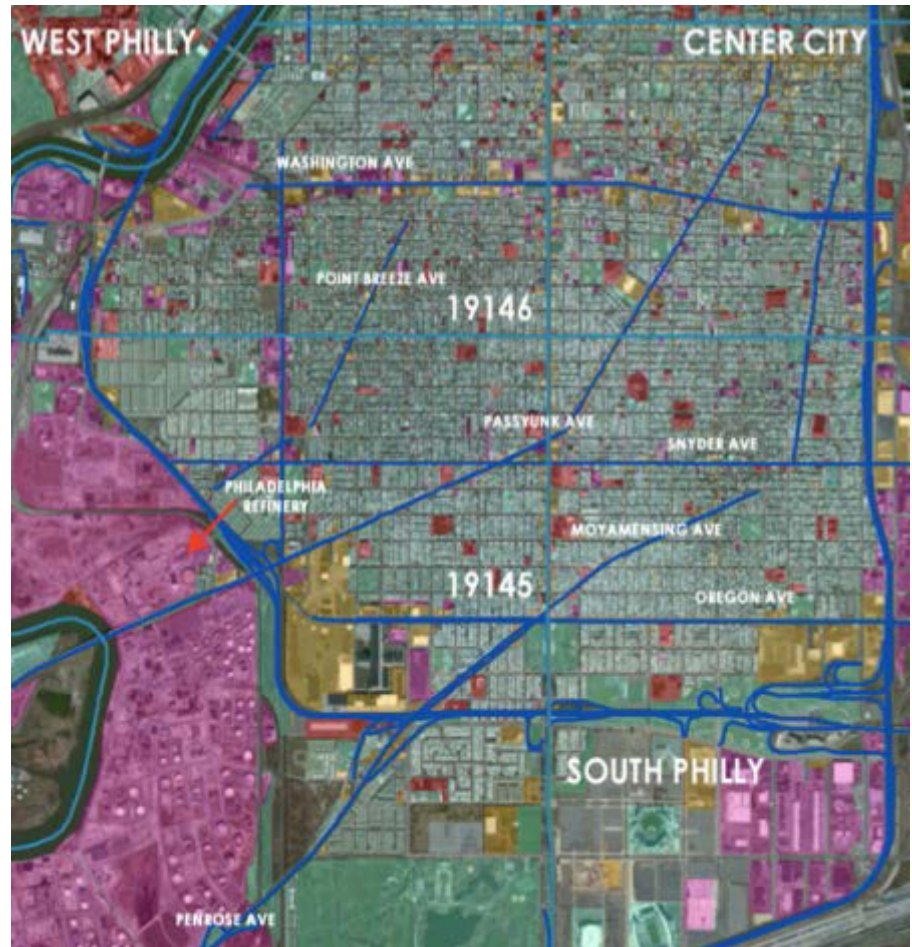 WEST PHILLY
CENTER CITY
WASHINGTON AVE
POINT BREEZE AVE
19146
PASSYUNK AVE
SNYDER AVE
PHILADELPHIA
REFINERY
MOYAMENSING AVE
19145
OREGON AVE
SOUTH PHILLY
PENROSE AVE